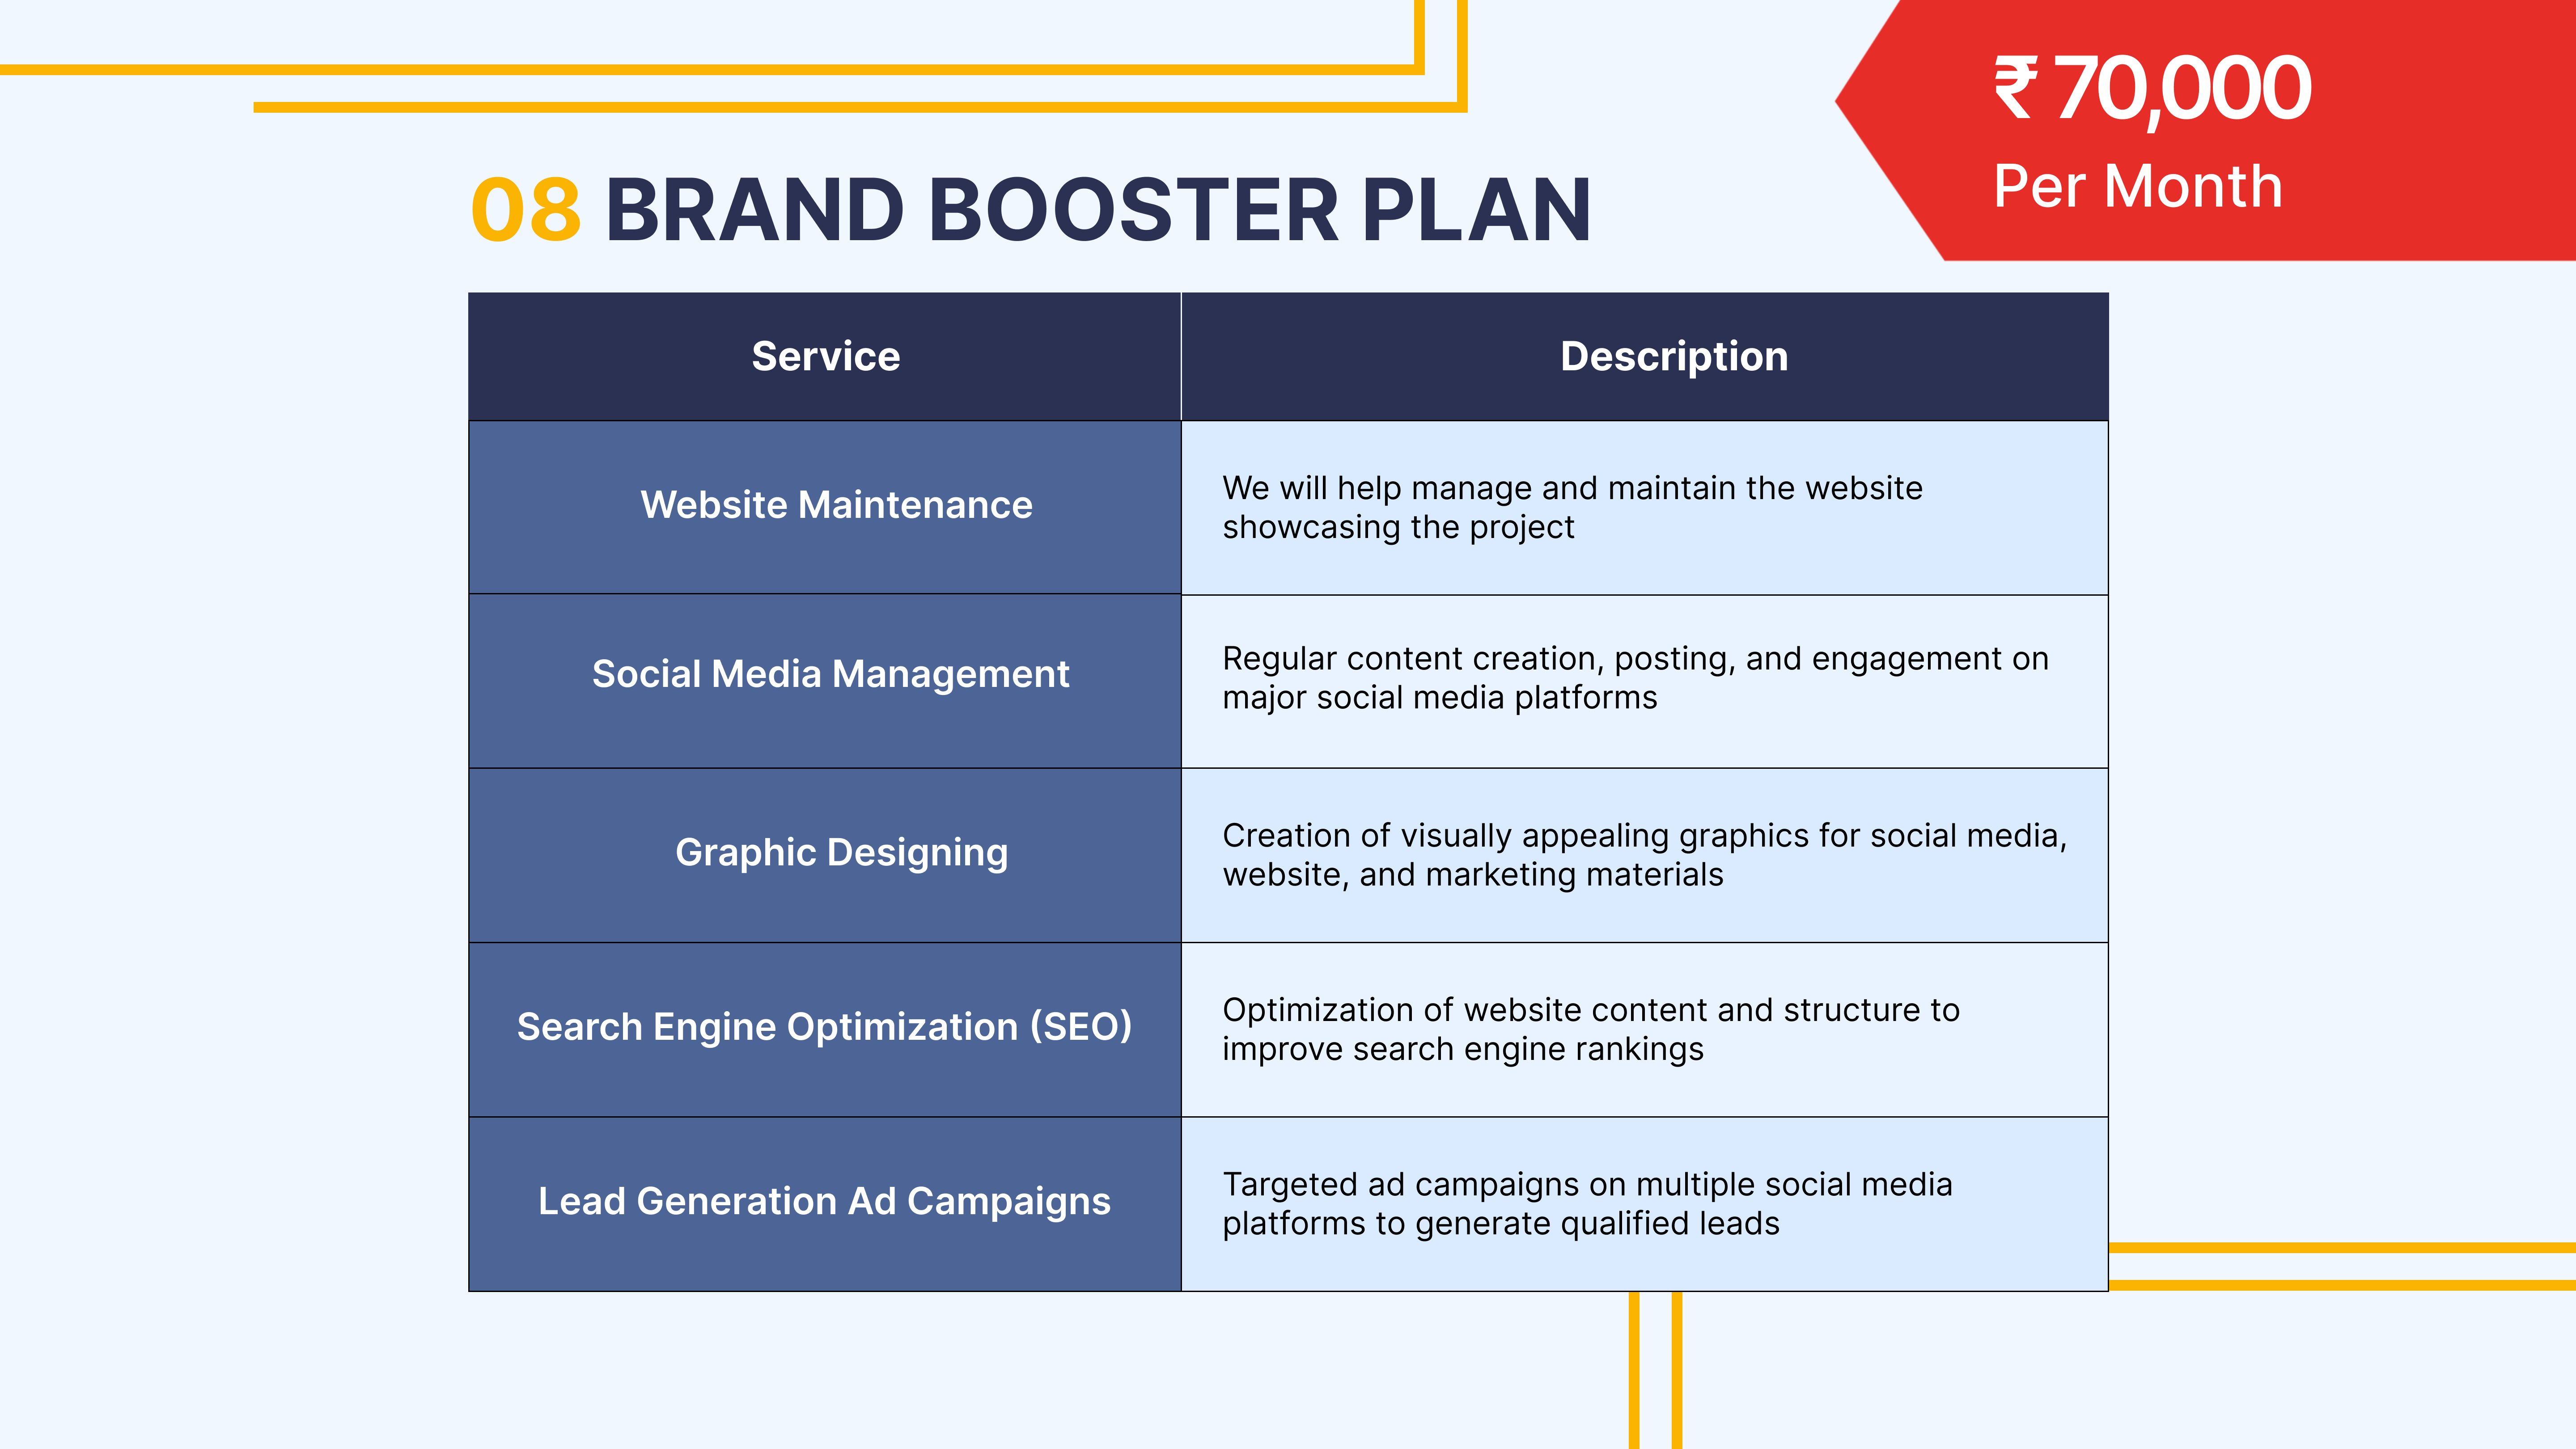 ₹ 70,000
Per Month
08 BRAND BOOSTER PLAN
Service
Description
Website Maintenance
We will help manage and maintain the website
showcasing the project
Social Media Management
Regular content creation, posting, and engagement on
major social media platforms
Graphic Designing
Creation of visually appealing graphics for social media,
website, and marketing materials
Search Engine Optimization (SEO)
Optimization of website content and structure to
improve search engine rankings
Lead Generation Ad Campaigns
Targeted ad campaigns on multiple social media
platforms to generate qualified leads